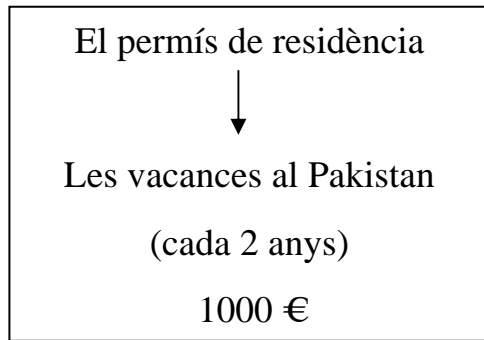 El permís de residència
Les vacances al Pakistan
(cada 2 anys)
1000 €